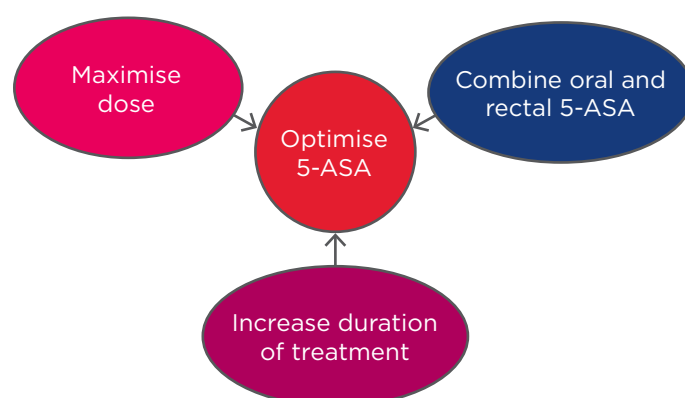 Maximise
dose
Combine oral and
rectal 5-ASA
Optimise
5-ASA
Increase duration
of treatment